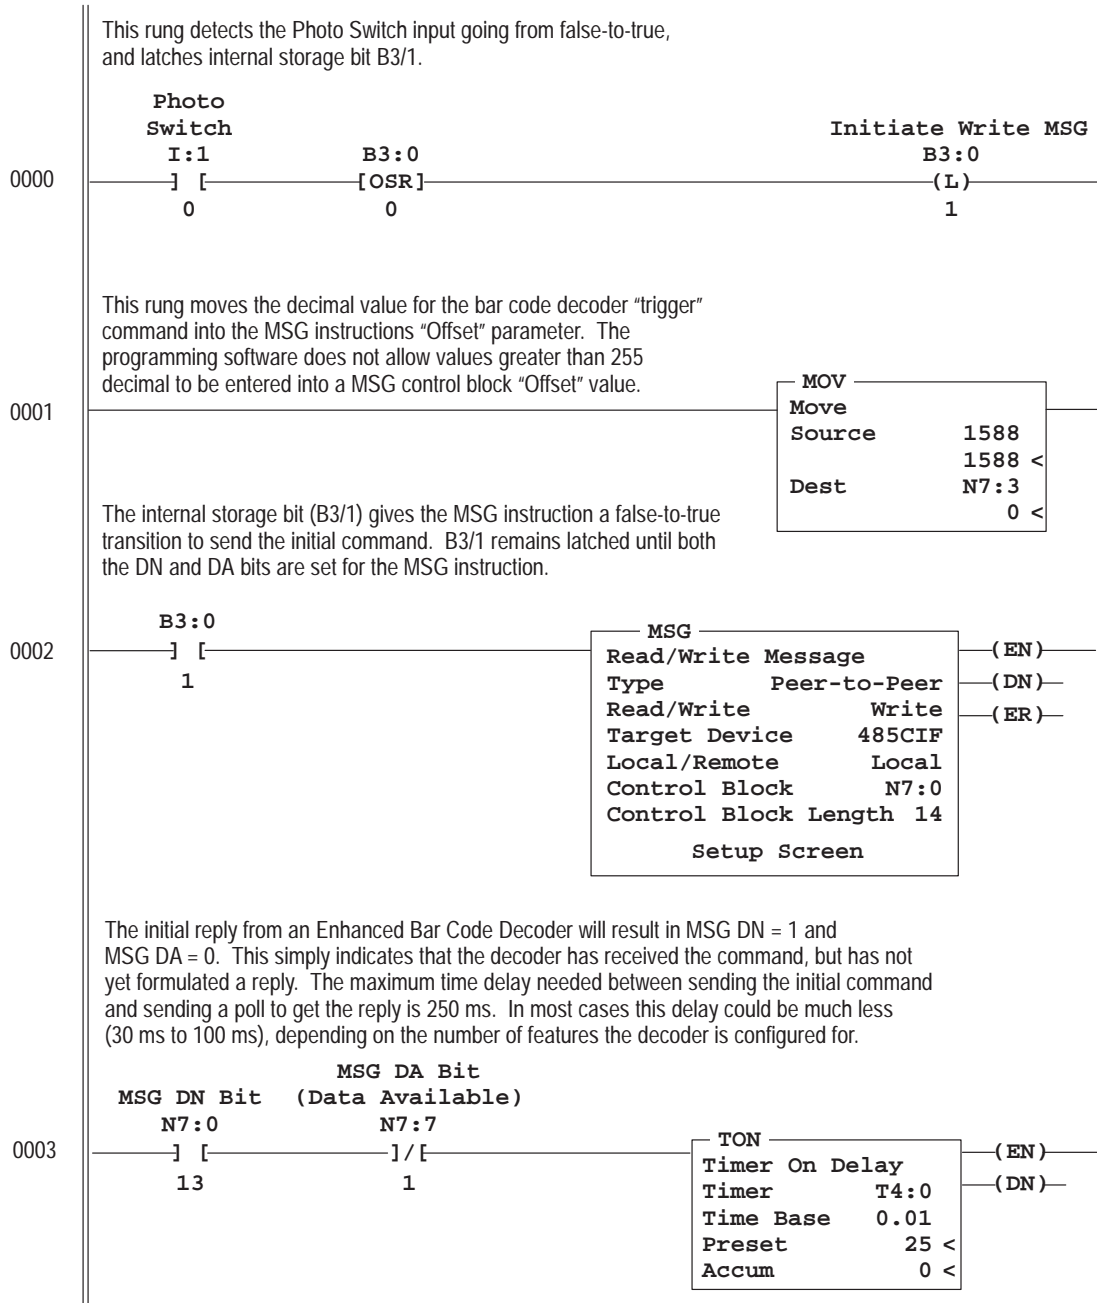 This rung detects the Photo Switch input going from false-to-true,
and latches internal storage bit B3/1.
Photo
Switch
Initiate Write MSG
I:1
B3:0
B3:0
0000
] [
[OSR]
(L)
0
0
1
This rung moves the decimal value for the bar code decoder “trigger”
command into the MSG instructions “Offset” parameter. The
programming software does not allow values greater than 255
decimal to be entered into a MSG control block “Offset” value.
0001
MOV
Move
Source 1588
1588 <
Dest N7:3
0 <
The internal storage bit (B3/1) gives the MSG instruction a false-to-true
transition to send the initial command. B3/1 remains latched until both
the DN and DA bits are set for the MSG instruction.
B3:0
0002
] [
1
MSG
Read/Write Message
Type Peer-to-Peer
Read/Write Write
Target Device 485CIF
Local/Remote Local
Control Block N7:0
Control Block Length 14
Setup Screen
(EN)
(DN)
(ER)
The initial reply from an Enhanced Bar Code Decoder will result in MSG DN = 1 and
MSG DA = 0. This simply indicates that the decoder has received the command, but has not
yet formulated a reply. The maximum time delay needed between sending the initial command
and sending a poll to get the reply is 250 ms. In most cases this delay could be much less
(30 ms to 100 ms), depending on the number of features the decoder is configured for.
MSG DA Bit
MSG DN Bit (Data Available)
N7:0 N7:7
0003
] [ ]/[
13 1
TON
Timer On Delay
Timer T4:0
Time Base 0.01
Preset 25 <
Accum 0 <
(EN)
(DN)